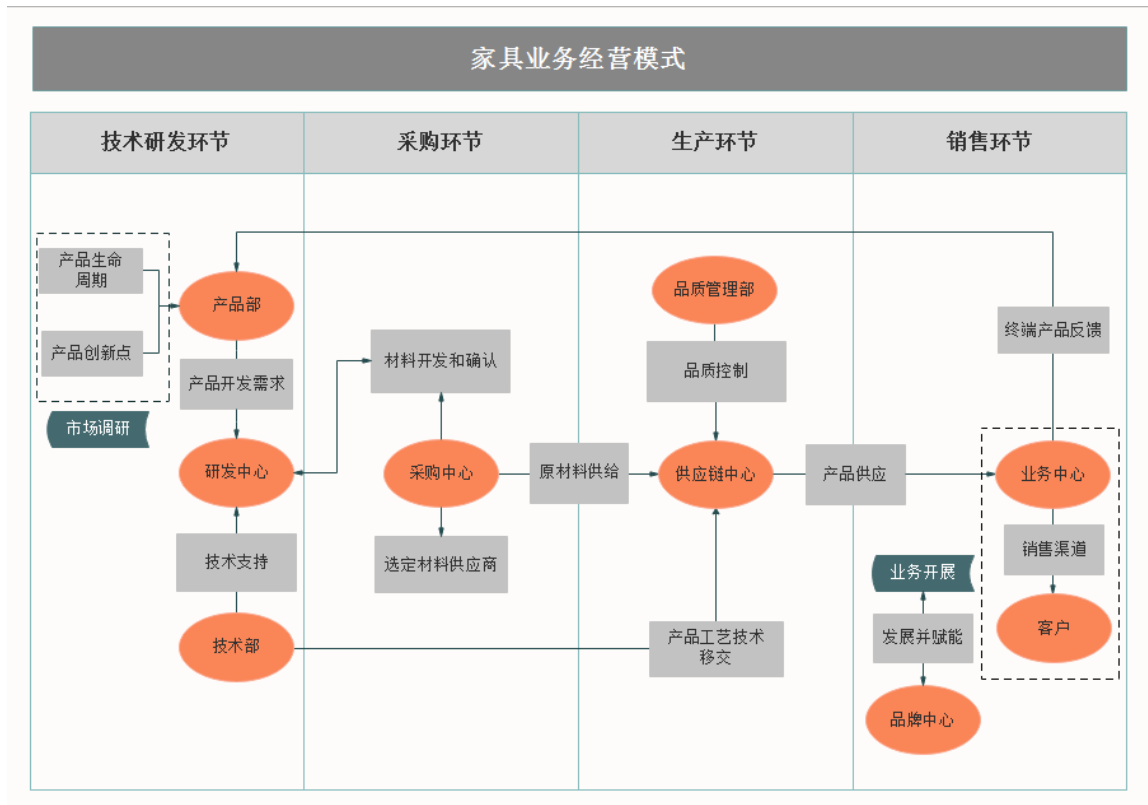 家具业务经营模式
技术研发环节
采购环节
生产环节
销售环节
产品生命
周期
产品创新点
市场调研
产品部
产品开发需求
研发中心
技术支持
技术部
材料开发和确认
采购中心
选定材料供应商
原材料供给
品质管理部
品质控制
供应链中心
产品工艺技术
移交
产品供应
终端产品反馈
业务中心
销售渠道
客户
业务开展
发展并赋能
品牌中心